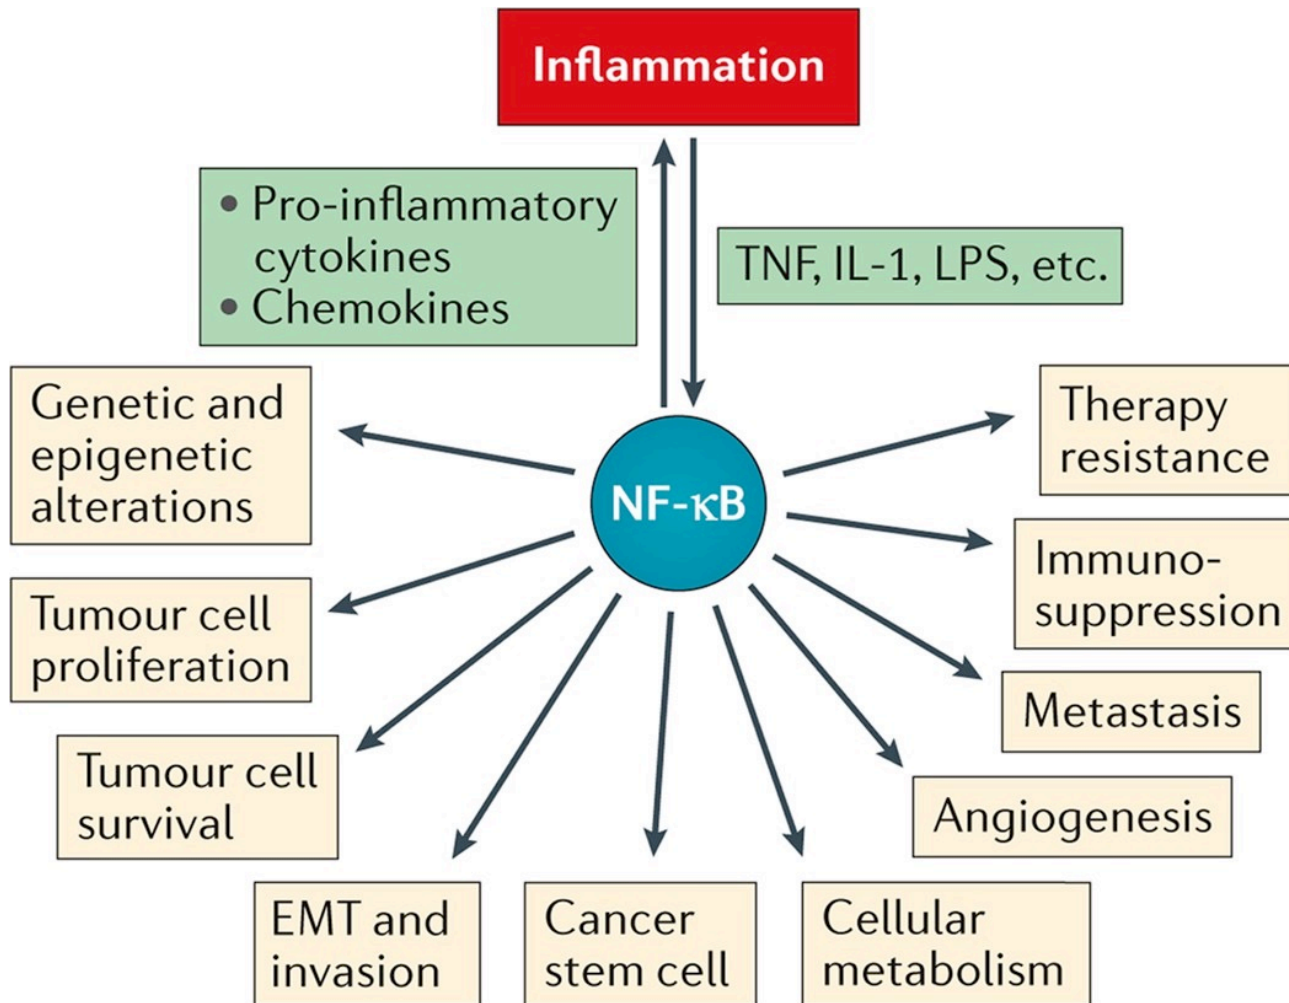 Inflammation
• Pro-inflammatory
cytokines
• Chemokines
TNF, IL-1, LPS, etc.
Genetic and
epigenetic
alterations
Therapy
resistance
NF-κB
Immuno-
suppression
Tumour cell
proliferation
Metastasis
Tumour cell
survival
Angiogenesis
EMT and
invasion
Cancer
stem cell
Cellular
metabolism